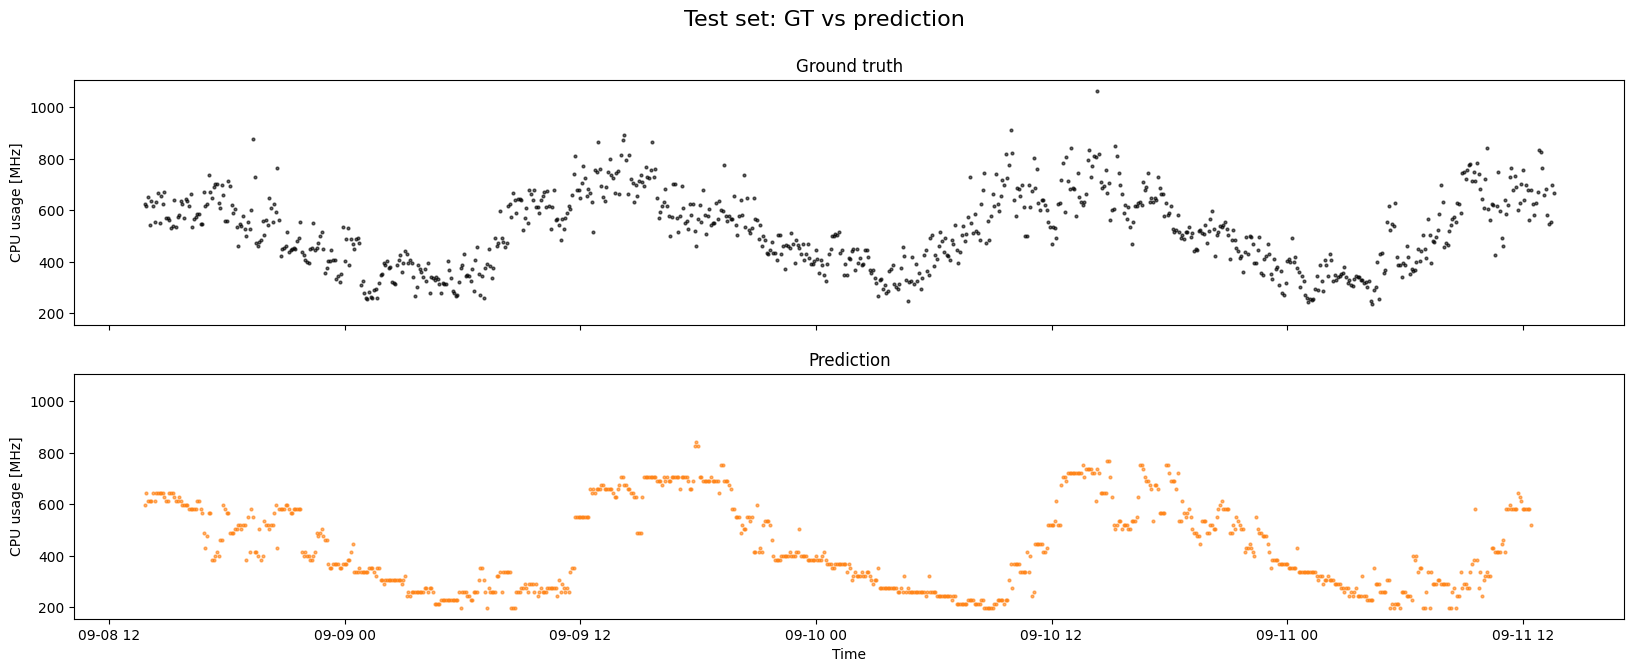 Test set: GT vs prediction
Ground truth
CPU usage [MHz]
1000
800
600
400
200
Prediction
CPU usage [MHz]
1000
800
600
400
200
09-08 12
09-09 00
09-09 12
09-10 00
09-10 12
09-11 00
09-11 12
Time